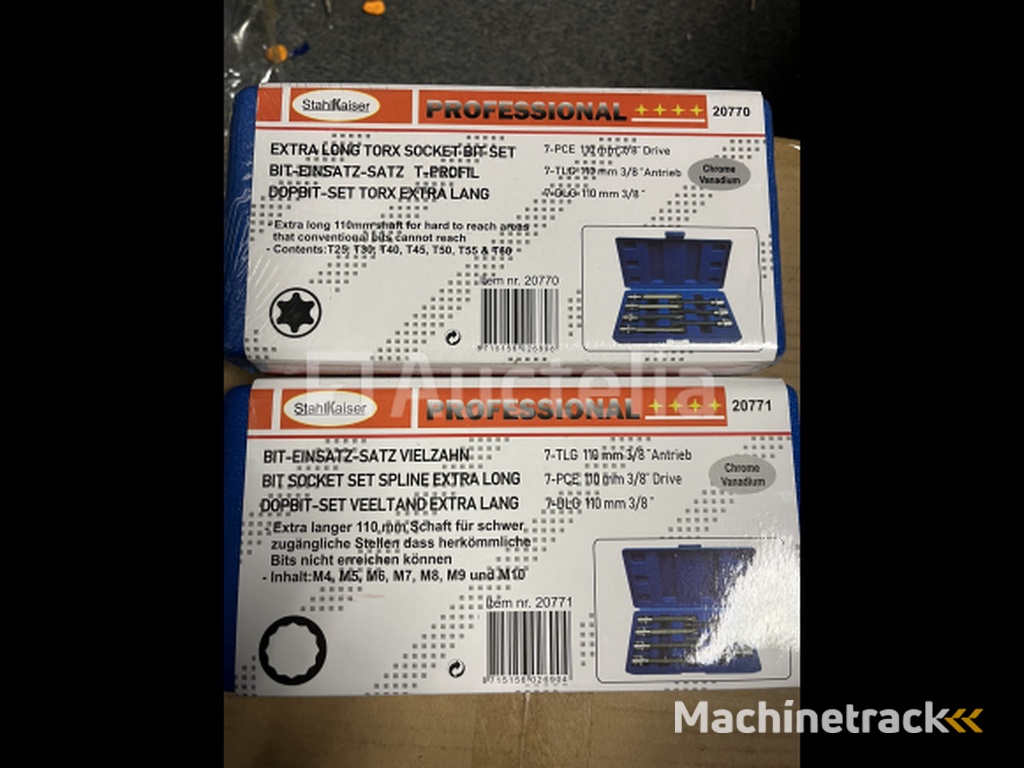 StahlKaiser PROFESSIONAL 20770
EXTRA LONG TORX SOCKET BIT SET 7-PCE 110 mm 3/8" Drive
BIT-EINSATZ-SATZ T-PROFIL 7-TLG 110 mm 3/8" Antrieb
DOPBIT-SET TORX EXTRA LANG 7-DLG 110 mm 3/8"
Chrome
Vanadium
- Extra long 110mm shaft for hard to reach areas
that conventional bits cannot reach
- Contents:T25, T30, T40, T45, T50, T55 & T60
Item nr. 20770
Auctelia
StahlKaiser PROFESSIONAL 20771
BIT-EINSATZ-SATZ VIELZAHN 7-TLG 110 mm 3/8" Antrieb
BIT SOCKET SET SPLINE EXTRA LONG 7-PCE 110 mm 3/8" Drive
DOPBIT-SET VEELTAND EXTRA LANG 7-DLG 110 mm 3/8"
Chrome
Vanadium
- Extra langer 110 mm Schaft für schwer
zugängliche Stellen dass herkömmliche
Bits nicht erreichen können
- Inhalt:M4, M5, M6, M7, M8, M9 und M10
Item nr. 20771
Machinetrack